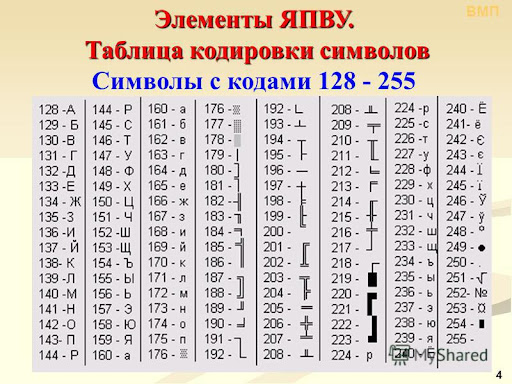 ВМП
Элементы ЯПВУ.
Таблица кодировки символов
Символы с кодами 128 - 255
128 -А 144 - Р 160 - а 176 - ░ 192 - └ 208 - ╨ 224 -р 240 - Ё
129 - Б 145 - С 161 - б 177 - ▒ 193 - ┴ 209 - ╤ 225 -с 241- ё
130 -В 146 - Т 162 - в 178 - ▓ 194 - ┬ 210 - ╥ 226 -т 242 - Є
131 - Г 147 - У 163 - г 179 - │ 195 - ├ 211 - ╙ 227 -у 243 - є
132 -Д 148 - Ф 164 - д 180 - ┤ 196 - ─ 212 - ╘ 228 -ф 244 - Ї
133 -Е 149 - Х 165 - е 181 - ╡ 197 - ┼ 213 - ╒ 229 - х 245 - ї
134 - Ж 150 - Ц 166 - ж 182 - ╢ 198 - ╞ 214 - ╓ 230 - ц 246 - Ў
135 -З 151 - Ч 167 - з 183 - ╖ 199 - ╟ 215 - ╫ 231 - ч 247 - ў
136 -И 152 -Ш 168 - и 184 - ╕ 200 - ╚ 216 - ╪ 232 - ш 248 - °
137 - Й 153 -Щ 169 - й 185 - ╣ 201 - ╔ 217 - ┘ 233 - щ 249 - ●
138- К 154 - Ъ 170 - к 186 - ║ 202 - ╩ 218 - ┌ 234 - ъ 250 - .
139 -Л 155 - Ы 171 - л 187 - ╗ 203 - ╦ 219 - █ 235 - ы 251 - √
140 -М 156 - Ь 172 - м 188 - ╝ 204 - ╠ 220 - ▄ 236 - ь 252- №
141 -Н 157 - Э 173 - н 189 - ╜ 205 - ═ 221 - ▌ 237 - э 253 - ¤
142 -О 158 - Ю 174 - о 190 - ╛ 206 - ╬ 222 - ▐ 238 - ю 254 - ■
143 - П 159 - Я 175 - п 191 - ┐ 207 - ╧ 223 - ▀ 239 - я 255 -
144 - Р 160 - а 176 - ░ 192 - └ 208 - ╨ 224 - р 240 - Ё
MyShared
4